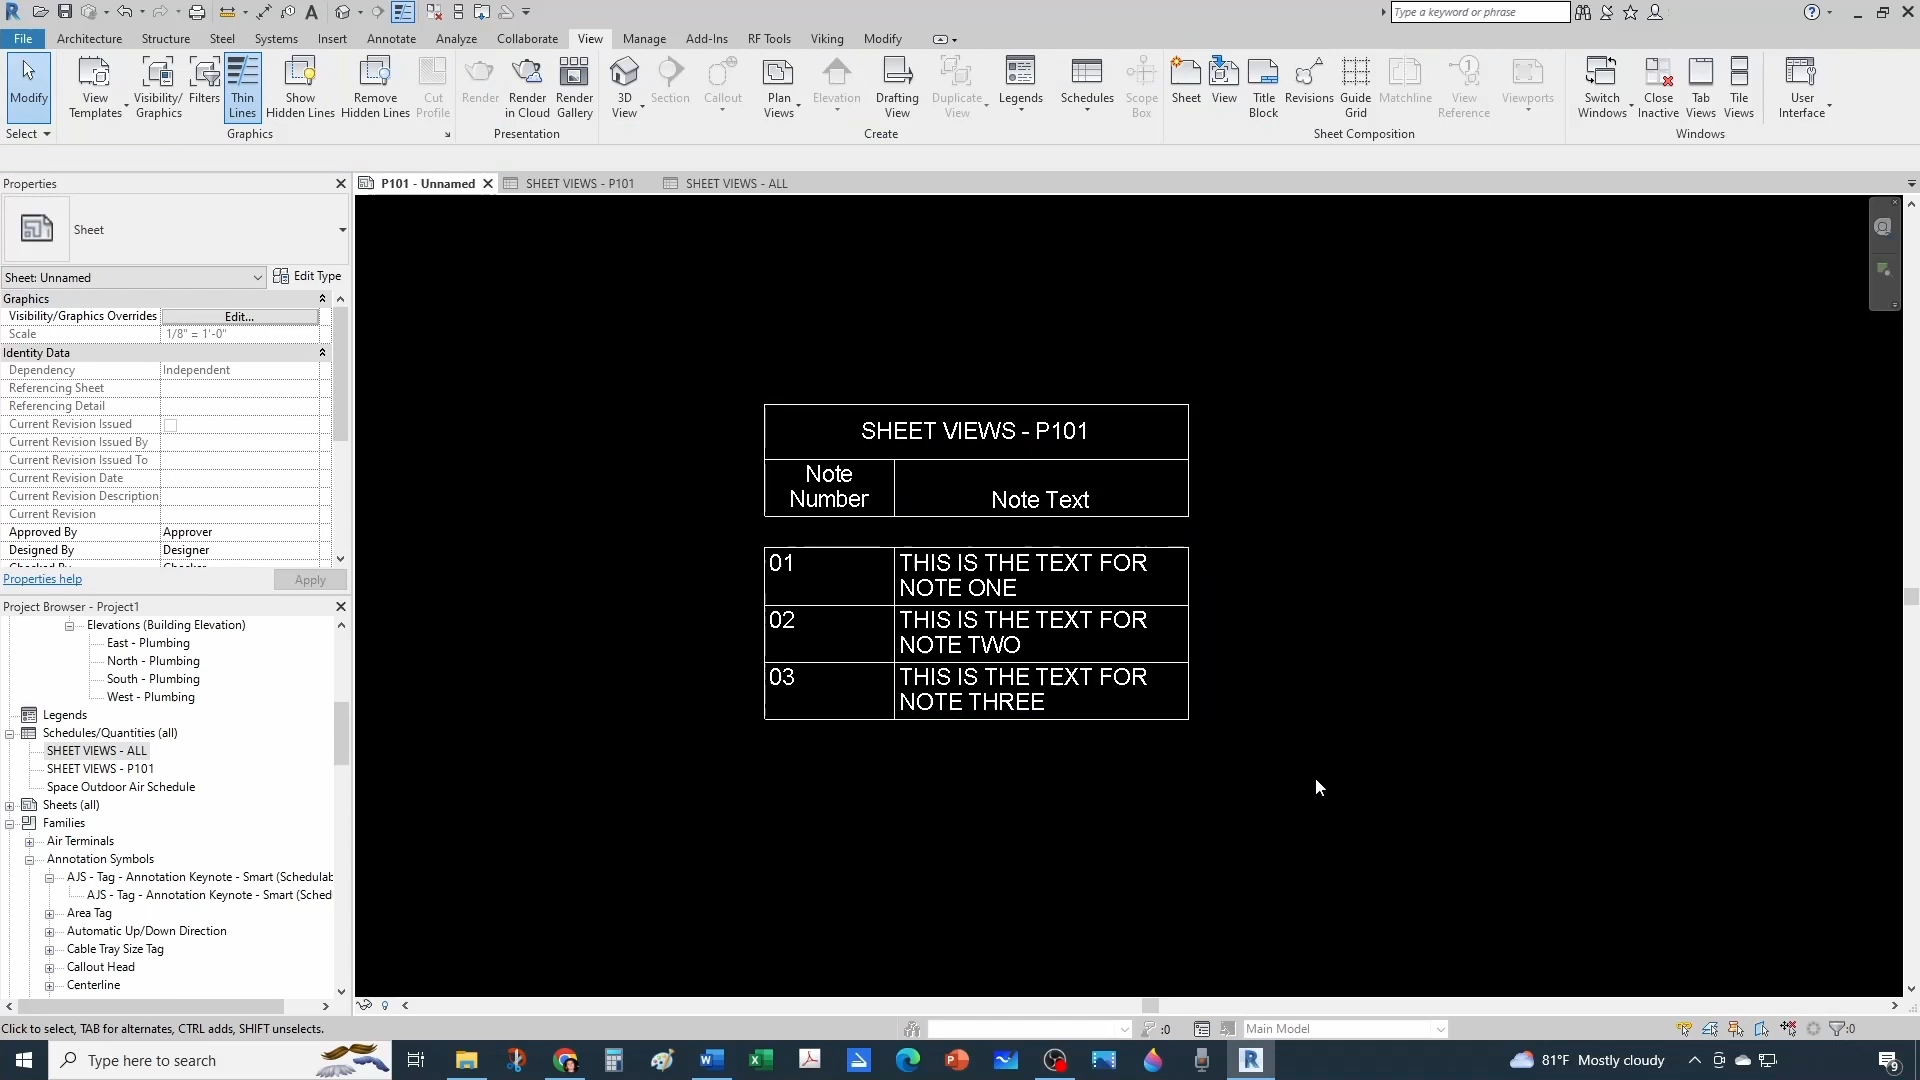 Type a keyword or phrase
File Architecture Structure Steel Systems Insert Annotate Analyze Collaborate View Manage Add-Ins RF Tools Viking Modify
Modify
View
Templates
Visibility/
Graphics
Filters
Thin
Lines
Show
Hidden Lines
Remove
Hidden Lines
Cut
Profile
Render
Render
in Cloud
Render
Gallery
3D
View
Section
Callout
Plan
Views
Elevation
Drafting
View
Duplicate
View
Legends
Schedules
Scope
Box
Sheet
View
Title
Block
Revisions
Guide
Grid
Matchline
View
Reference
Viewports
Switch
Windows
Close
Inactive
Tab
Views
Tile
Views
User
Interface
Select
Graphics
Presentation
Create
Sheet Composition
Windows
Properties
P101 - Unnamed
SHEET VIEWS - P101
SHEET VIEWS - ALL
Sheet
Sheet: Unnamed
Edit Type
Graphics
Visibility/Graphics Overrides Edit...
Scale 1/8" = 1'-0"
Identity Data
Dependency Independent
Referencing Sheet
Referencing Detail
Current Revision Issued
Current Revision Issued By
Current Revision Issued To
Current Revision Date
Current Revision Description
Current Revision
Approved By Approver
Designed By Designer
Properties help
Apply
Project Browser - Project1
Elevations (Building Elevation)
East - Plumbing
North - Plumbing
South - Plumbing
West - Plumbing
Legends
Schedules/Quantities (all)
SHEET VIEWS - ALL
SHEET VIEWS - P101
Space Outdoor Air Schedule
Sheets (all)
Families
Air Terminals
Annotation Symbols
AJS - Tag - Annotation Keynote - Smart (Schedulab
AJS - Tag - Annotation Keynote - Smart (Sched
Area Tag
Automatic Up/Down Direction
Cable Tray Size Tag
Callout Head
Centerline
SHEET VIEWS - P101
Note
Number
Note Text
01 THIS IS THE TEXT FOR
NOTE ONE
02 THIS IS THE TEXT FOR
NOTE TWO
03 THIS IS THE TEXT FOR
NOTE THREE
Click to select, TAB for alternates, CTRL adds, SHIFT unselects.
:0
Main Model
:0
Type here to search
81°F Mostly cloudy
9